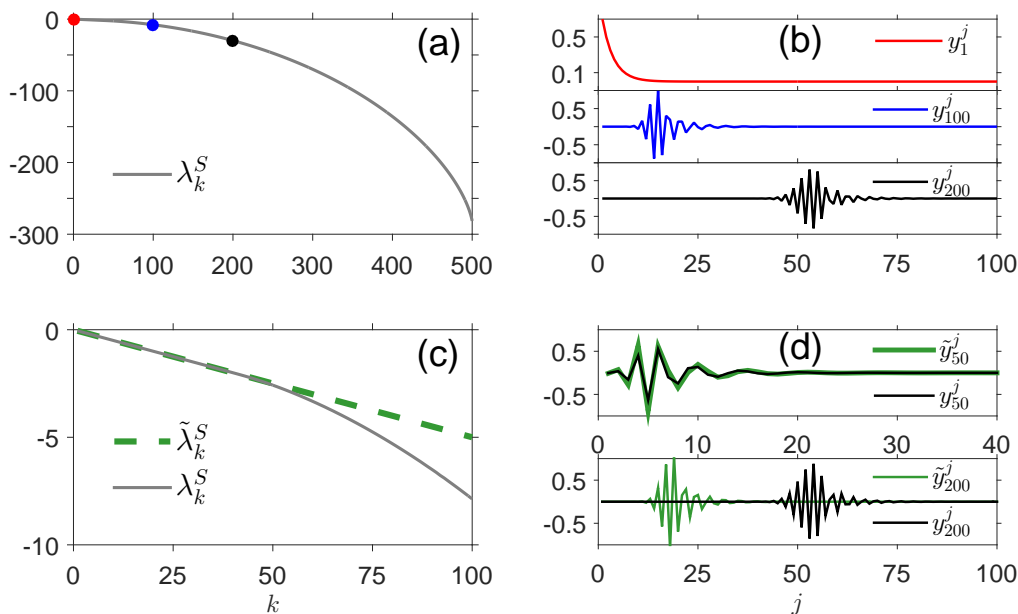 (a)
0
-100
-200
-300
λ_k^S
0 100 200 300 400 500
(b)
0.5
0.1
y_1^j
0.5
-0.5
y_100^j
0.5
-0.5
y_200^j
0 25 50 75 100
(c)
0
-5
-10
λ̃_k^S
λ_k^S
0 25 50 75 100
k
(d)
0.5
-0.5
ỹ_50^j
y_50^j
0 10 20 30 40
0.5
-0.5
ỹ_200^j
y_200^j
0 25 50 75 100
j